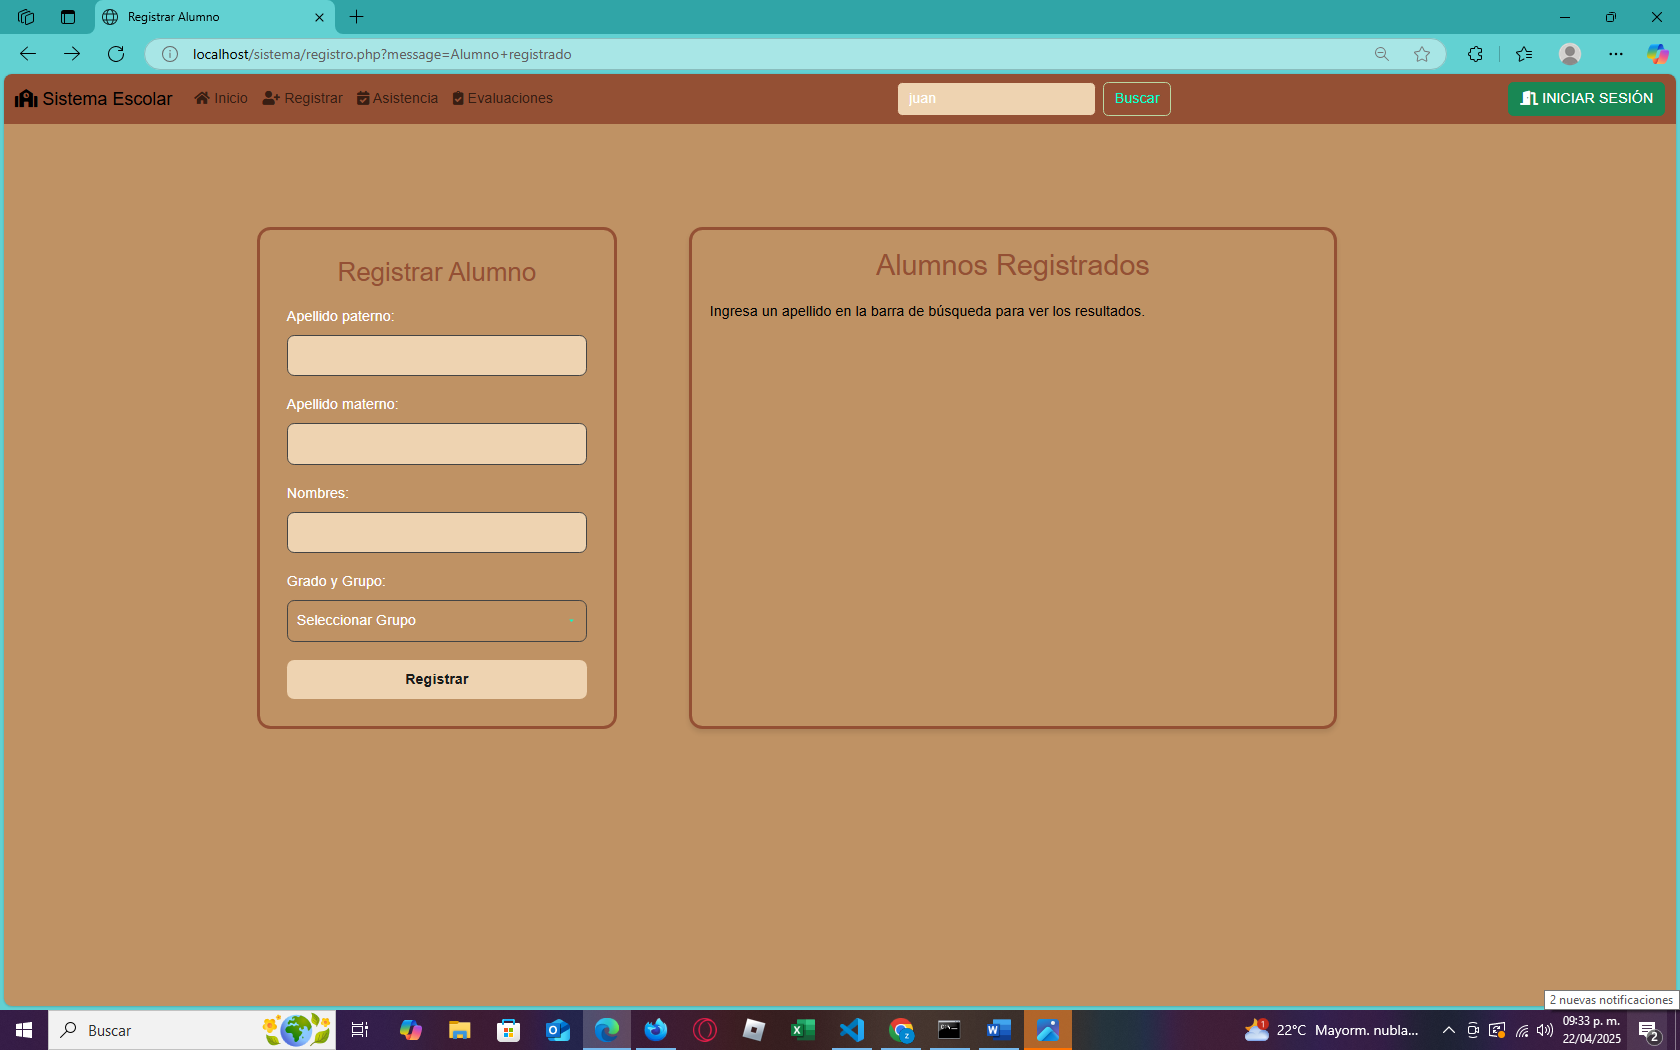 Registrar Alumno
localhost/sistema/registro.php?message=Alumno+registrado
Sistema Escolar Inicio Registrar Asistencia Evaluaciones juan Buscar INICIAR SESIÓN
Registrar Alumno
Apellido paterno:
Apellido materno:
Nombres:
Grado y Grupo:
Seleccionar Grupo
Registrar
Alumnos Registrados
Ingresa un apellido en la barra de búsqueda para ver los resultados.
2 nuevas notificaciones
Buscar
1
22°C Mayorm. nubla...
09:33 p. m.
22/04/2025
2